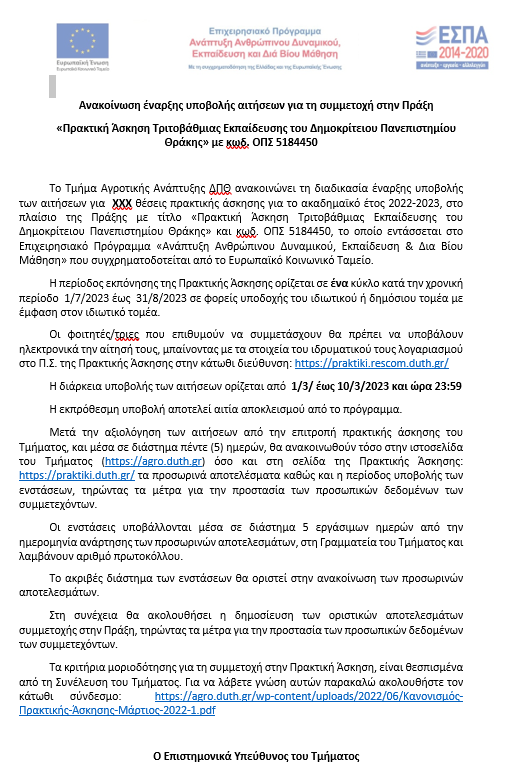 Ευρωπαϊκή Ένωση
Ευρωπαϊκό Κοινωνικό Ταμείο
Επιχειρησιακό Πρόγραμμα
Ανάπτυξη Ανθρώπινου Δυναμικού,
Εκπαίδευση και Διά Βίου Μάθηση
Με τη συγχρηματοδότηση της Ελλάδας και της Ευρωπαϊκής Ένωσης
ΕΣΠΑ
2014-2020
ανάπτυξη - εργασία - αλληλεγγύη
Ανακοίνωση έναρξης υποβολής αιτήσεων για τη συμμετοχή στην Πράξη
«Πρακτική Άσκηση Τριτοβάθμιας Εκπαίδευσης του Δημοκρίτειου Πανεπιστημίου
Θράκης» με κωδ. ΟΠΣ 5184450
Το Τμήμα Αγροτικής Ανάπτυξης ΔΠΘ ανακοινώνει τη διαδικασία έναρξης υποβολής
των αιτήσεων για ΧΧΧ θέσεις πρακτικής άσκησης για το ακαδημαϊκό έτος 2022-2023, στο
πλαίσιο της Πράξης με τίτλο «Πρακτική Άσκηση Τριτοβάθμιας Εκπαίδευσης του
Δημοκρίτειου Πανεπιστημίου Θράκης» και κωδ. ΟΠΣ 5184450, το οποίο εντάσσεται στο
Επιχειρησιακό Πρόγραμμα «Ανάπτυξη Ανθρώπινου Δυναμικού, Εκπαίδευση & Δια Βίου
Μάθηση» που συγχρηματοδοτείται από το Ευρωπαϊκό Κοινωνικό Ταμείο.
Η περίοδος εκπόνησης της Πρακτικής Άσκησης ορίζεται σε ένα κύκλο κατά την χρονική
περίοδο 1/7/2023 έως 31/8/2023 σε φορείς υποδοχής του ιδιωτικού ή δημόσιου τομέα με
έμφαση στον ιδιωτικό τομέα.
Οι φοιτητές/τριες που επιθυμούν να συμμετάσχουν θα πρέπει να υποβάλουν
ηλεκτρονικά την αίτησή τους, μπαίνοντας με τα στοιχεία του ιδρυματικού τους λογαριασμού
στο Π.Σ. της Πρακτικής Άσκησης στην κάτωθι διεύθυνση: https://praktiki.rescom.duth.gr/
Η διάρκεια υποβολής των αιτήσεων ορίζεται από 1/3/ έως 10/3/2023 και ώρα 23:59
Η εκπρόθεσμη υποβολή αποτελεί αιτία αποκλεισμού από το πρόγραμμα.
Μετά την αξιολόγηση των αιτήσεων από την επιτροπή πρακτικής άσκησης του
Τμήματος, και μέσα σε διάστημα πέντε (5) ημερών, θα ανακοινωθούν τόσο στην ιστοσελίδα
του Τμήματος (https://agro.duth.gr) όσο και στη σελίδα της Πρακτικής Άσκησης:
https://praktiki.duth.gr/ τα προσωρινά αποτελέσματα καθώς και η περίοδος υποβολής των
ενστάσεων, τηρώντας τα μέτρα για την προστασία των προσωπικών δεδομένων των
συμμετεχόντων.
Οι ενστάσεις υποβάλλονται μέσα σε διάστημα 5 εργάσιμων ημερών από την
ημερομηνία ανάρτησης των προσωρινών αποτελεσμάτων, στη Γραμματεία του Τμήματος και
λαμβάνουν αριθμό πρωτοκόλλου.
Το ακριβές διάστημα των ενστάσεων θα οριστεί στην ανακοίνωση των προσωρινών
αποτελεσμάτων.
Στη συνέχεια θα ακολουθήσει η δημοσίευση των οριστικών αποτελεσμάτων
συμμετοχής στην Πράξη, τηρώντας τα μέτρα για την προστασία των προσωπικών δεδομένων
των συμμετεχόντων.
Τα κριτήρια μοριοδότησης για τη συμμετοχή στην Πρακτική Άσκηση, είναι θεσπισμένα
από τη Συνέλευση του Τμήματος. Για να λάβετε γνώση αυτών παρακαλώ ακολουθήστε τον
κάτωθι σύνδεσμο: https://agro.duth.gr/wp-content/uploads/2022/06/Κανονισμός-
Πρακτικής-Άσκησης-Μάρτιος-2022-1.pdf
Ο Επιστημονικά Υπεύθυνος του Τμήματος